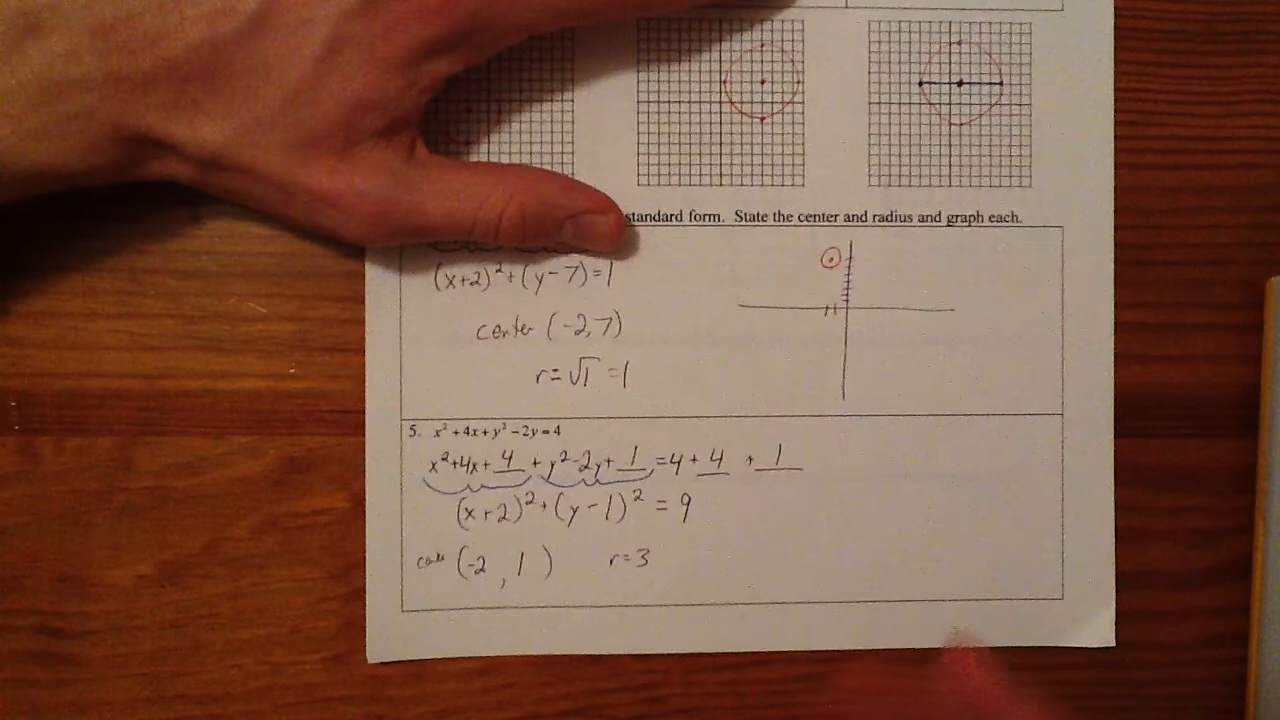 standard form. State the center and radius and graph each.
(x+2)²+(y-7)=1
center (-2,7)
r=√1 =1
5. x²+4x+y²-2y=4
x²+4x+4+y²-2y+1=4+4+1
(x+2)²+(y-1)²=9
(-2, 1) r=3